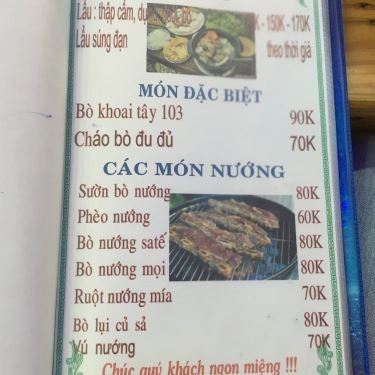 Lẩu : thập cẩm, đuôi, bò K - 150K - 170K
Lẩu súng đạn theo thời giá
MÓN ĐẶC BIỆT
Bò khoai tây 103 90K
Cháo bò đu đủ 70K
CÁC MÓN NƯỚNG
Sườn bò nướng 80K
Phèo nướng 60K
Bò nướng satế 80K
Bò nướng mọi 80K
Ruột nướng mía 70K
Bò lụi củ sả 80K
Vú nướng 70K
Chúc quý khách ngon miệng !!!